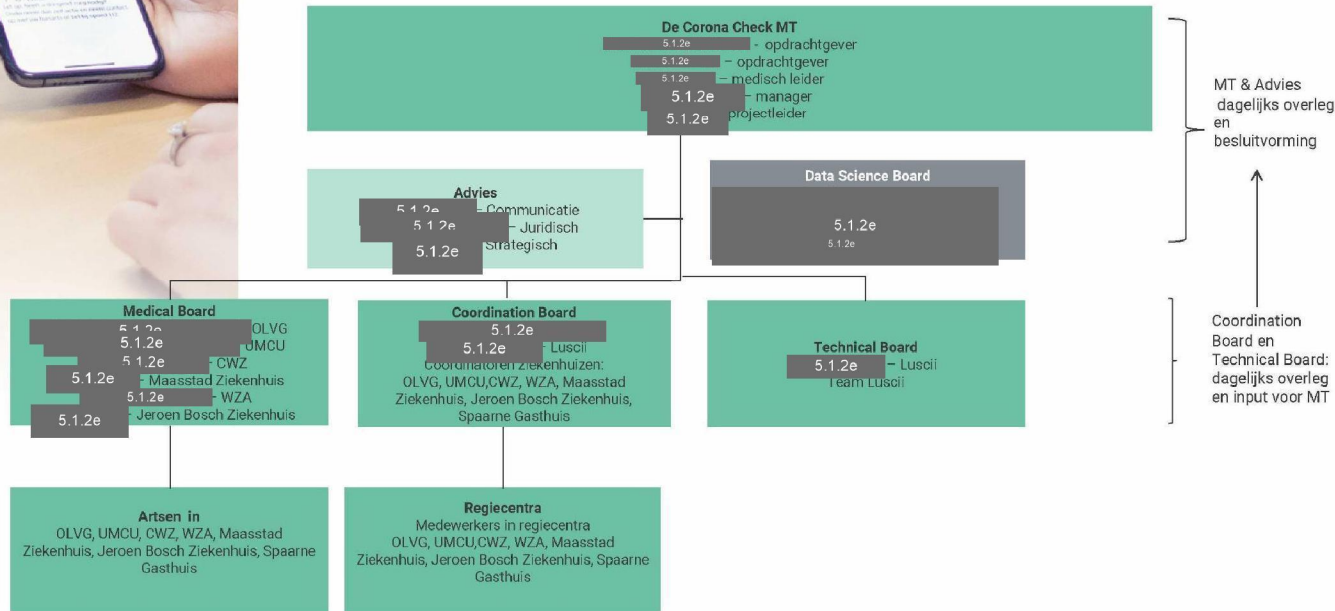 De Corona Check MT
5.1.2e - opdrachtgever
5.1.2e – opdrachtgever
5.1.2e – medisch leider
5.1.2e – manager
5.1.2e projectleider
MT & Advies
dagelijks overleg
en
besluitvorming
Advies
5.1.2e – Communicatie
5.1.2e – Juridisch
5.1.2e Strategisch
Data Science Board
5.1.2e
5.1.2e
Medical Board
5.1.2e OLVG
5.1.2e UMCU
5.1.2e – CWZ
5.1.2e – Maasstad Ziekenhuis
5.1.2e – WZA
5.1.2e – Jeroen Bosch Ziekenhuis
Coordination Board
5.1.2e
5.1.2e – Luscii
Coordinatoren ziekenhuizen:
OLVG, UMCU,CWZ, WZA, Maasstad
Ziekenhuis, Jeroen Bosch Ziekenhuis,
Spaarne Gasthuis
Technical Board
5.1.2e – Luscii
Team Luscii
Coordination
Board en
Technical Board:
dagelijks overleg
en input voor MT
Artsen in
OLVG, UMCU, CWZ, WZA, Maasstad
Ziekenhuis, Jeroen Bosch Ziekenhuis, Spaarne
Gasthuis
Regiecentra
Medewerkers in regiecentra
OLVG, UMCU,CWZ, WZA, Maasstad
Ziekenhuis, Jeroen Bosch Ziekenhuis, Spaarne
Gasthuis